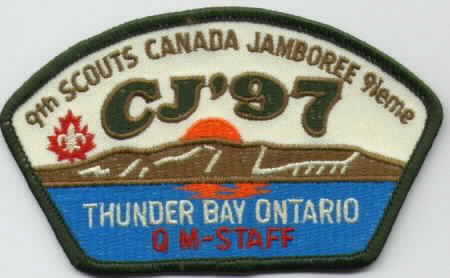 9th SCOUTS CANADA JAMBOREE 9ieme
CJ'97
THUNDER BAY ONTARIO
Q M-STAFF